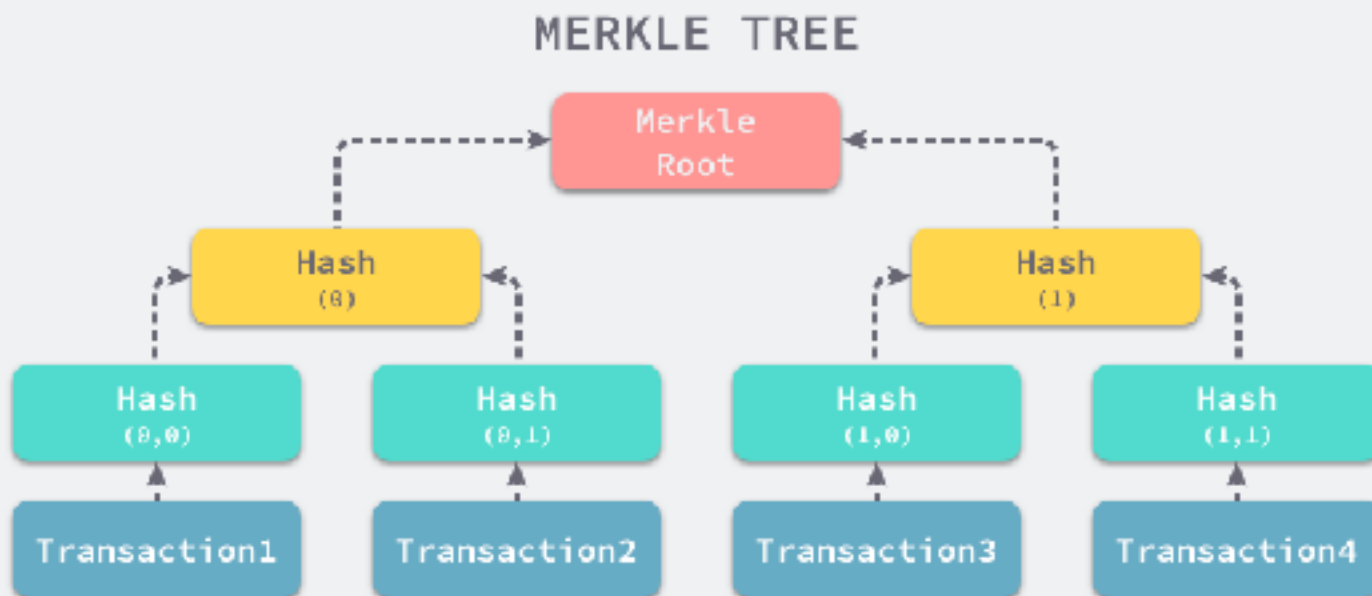 MERKLE TREE
Merkle
Root
Hash
(0)
Hash
(1)
Hash
(0,0)
Hash
(0,1)
Hash
(1,0)
Hash
(1,1)
Transaction1
Transaction2
Transaction3
Transaction4